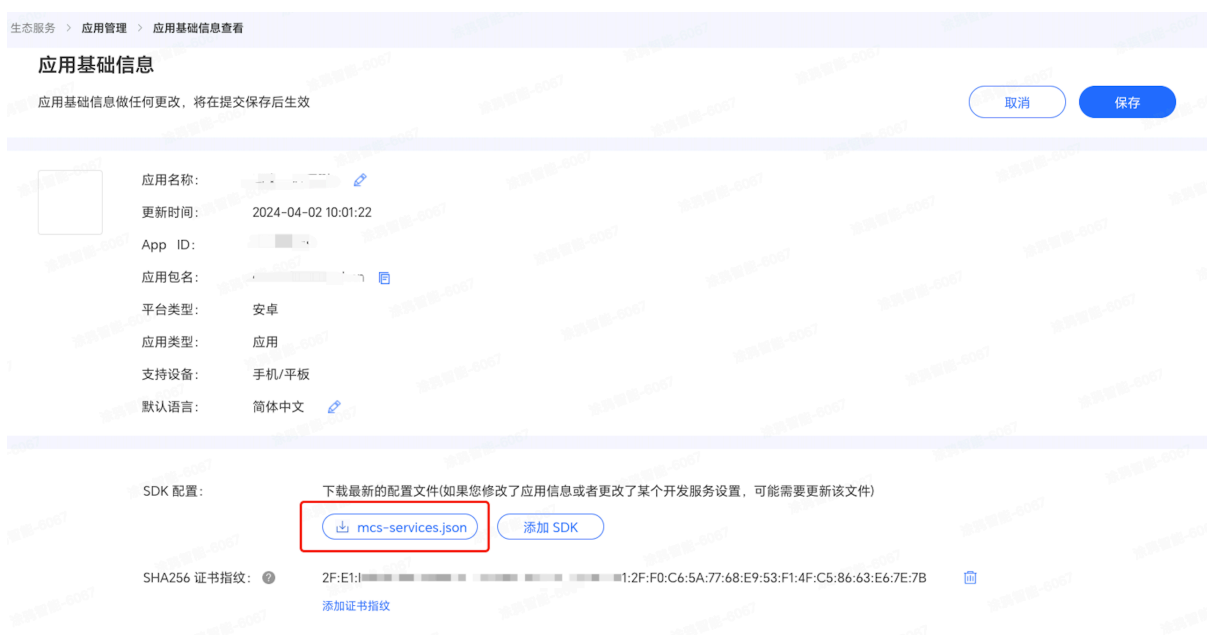 生态服务 > 应用管理 > 应用基础信息查看
应用基础信息
应用基础信息做任何更改，将在提交保存后生效
取消
保存
应用名称:
更新时间: 2024-04-02 10:01:22
App ID:
应用包名:
平台类型: 安卓
应用类型: 应用
支持设备: 手机/平板
默认语言: 简体中文
SDK 配置: 下载最新的配置文件(如果您修改了应用信息或者更改了某个开发服务设置，可能需要更新该文件)
mcs-services.json
添加 SDK
SHA256 证书指纹: ? 2F:E1: 1:2F:F0:C6:5A:77:68:E9:53:F1:4F:C5:86:63:E6:7E:7B
添加证书指纹